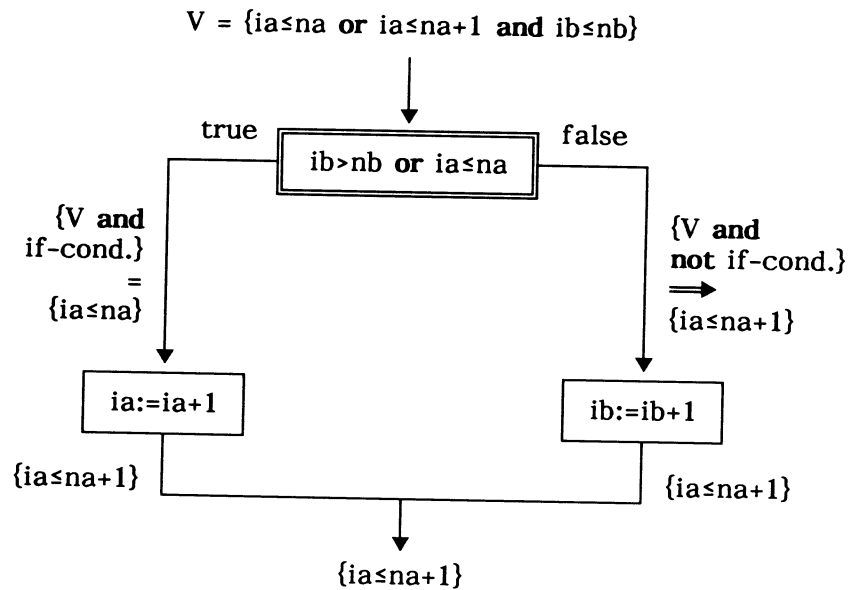 V = {ia≤na or ia≤na+1 and ib≤nb}
true
false
ib>nb or ia≤na
{V and
if-cond.}
=
{ia≤na}
{V and
not if-cond.}
⟹
{ia≤na+1}
ia:=ia+1
ib:=ib+1
{ia≤na+1}
{ia≤na+1}
{ia≤na+1}